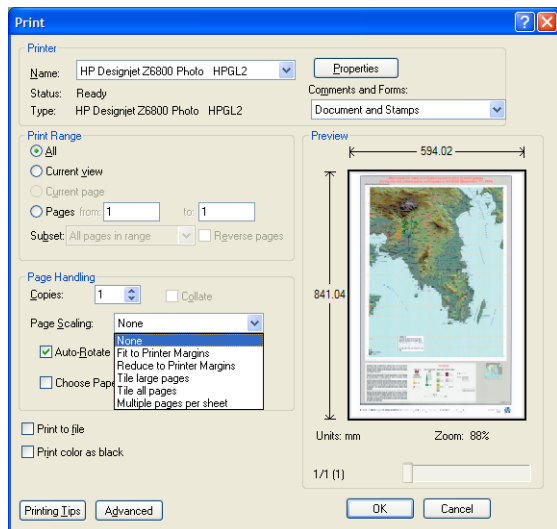 Print
Printer
Name: HP Designjet Z6800 Photo HPGL2
Properties
Status: Ready
Comments and Forms:
Type: HP Designjet Z6800 Photo HPGL2
Document and Stamps
Print Range
All
Current view
Current page
Pages from: 1 to: 1
Subset: All pages in range
Reverse pages
Page Handling
Copies: 1
Collate
Page Scaling: None
None
Fit to Printer Margins
Reduce to Printer Margins
Tile large pages
Tile all pages
Multiple pages per sheet
Auto-Rotate
Choose Pape
Print to file
Print color as black
Preview
594.02
841.04
Units: mm Zoom: 88%
1/1 (1)
Printing Tips
Advanced
OK
Cancel